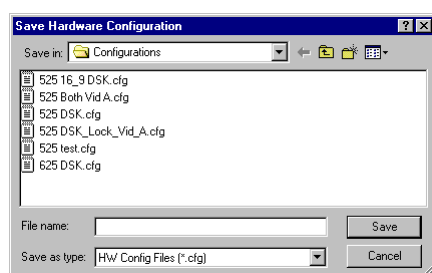 Save Hardware Configuration
Save in: Configurations
525 16_9 DSK.cfg
525 Both Vid A.cfg
525 DSK.cfg
525 DSK_Lock_Vid_A.cfg
525 test.cfg
625 DSK.cfg
File name: Save
Save as type: HW Config Files (*.cfg) Cancel